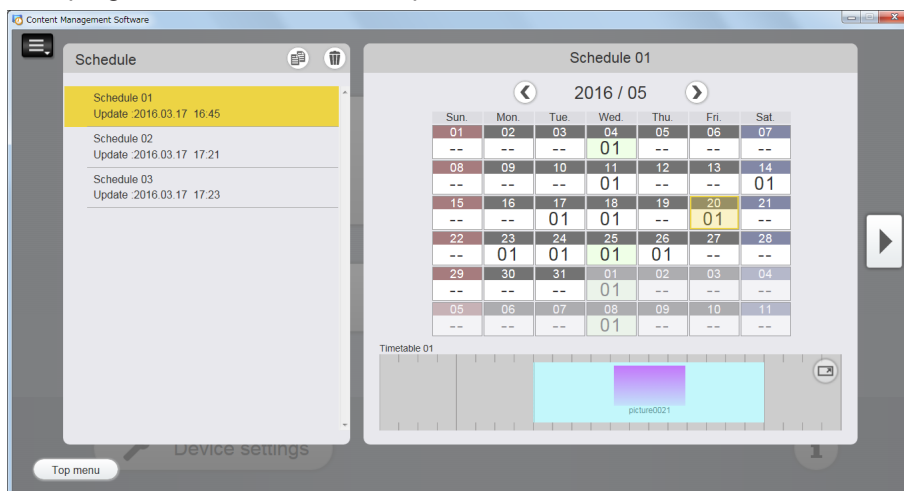 Content Management Software
Schedule
Schedule 01
Update :2016.03.17 16:45
Schedule 02
Update :2016.03.17 17:21
Schedule 03
Update :2016.03.17 17:23
Schedule 01
2016 / 05
Sun. Mon. Tue. Wed. Thu. Fri. Sat.
01 02 03 04 05 06 07
-- -- -- 01 -- -- --
08 09 10 11 12 13 14
-- -- -- 01 -- -- 01
15 16 17 18 19 20 21
-- -- 01 01 -- 01 --
22 23 24 25 26 27 28
-- 01 01 01 01 -- --
29 30 31 01 02 03 04
-- -- -- 01 -- -- --
05 06 07 08 09 10 11
-- -- -- 01 -- -- --
Timetable 01
picture0021
Device settings
Top menu